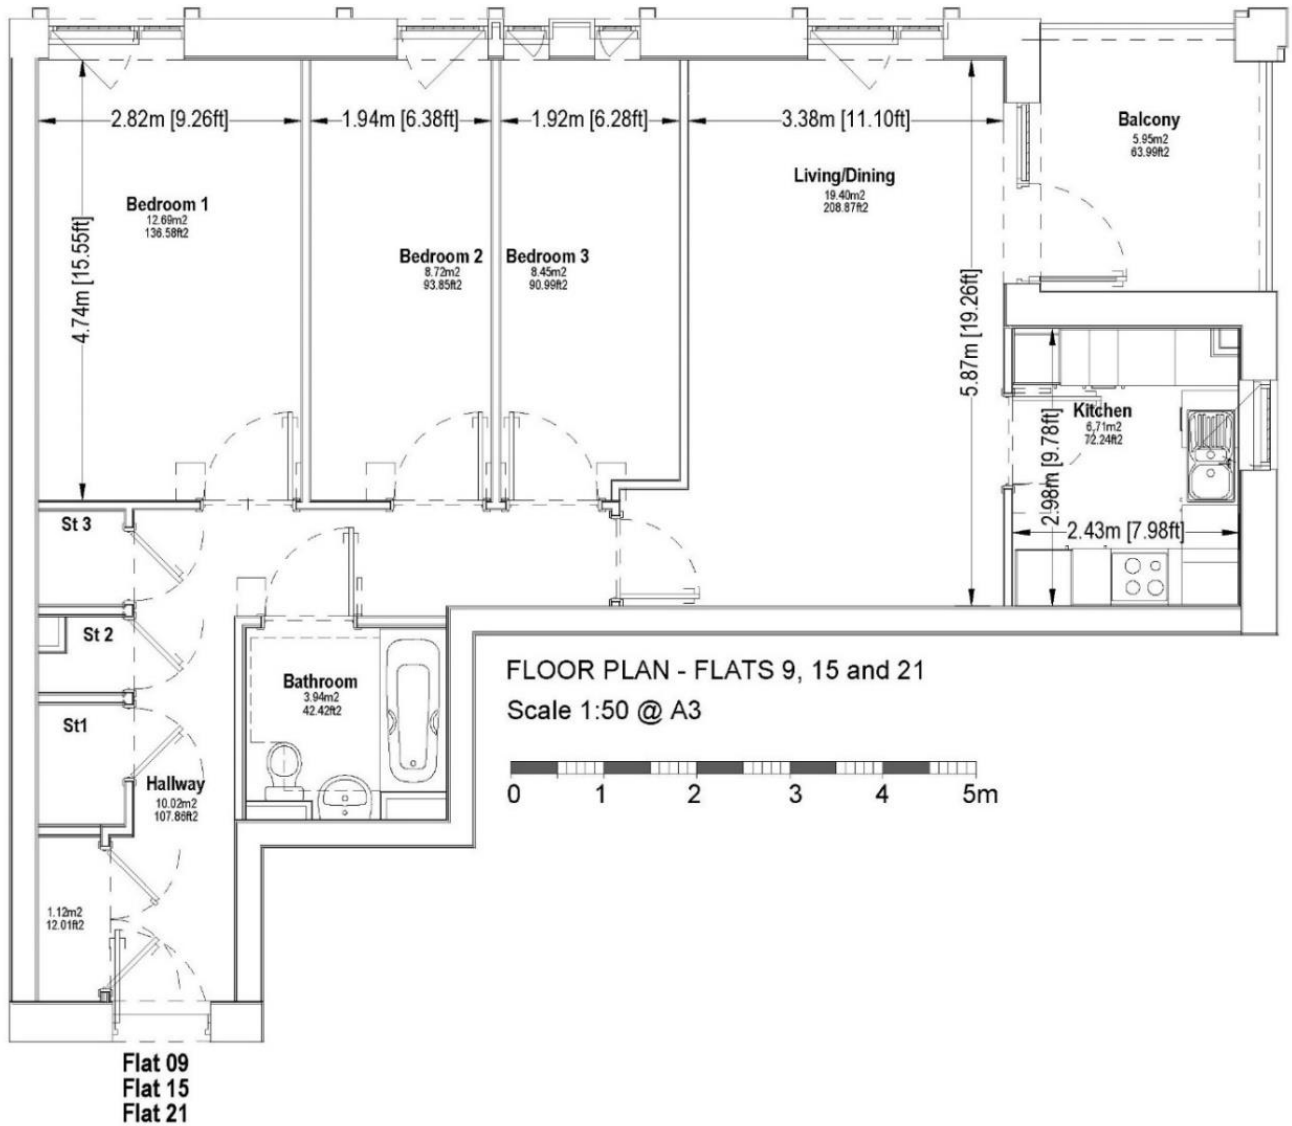 2.82m [9.26ft]
1.94m [6.38ft]
1.92m [6.28ft]
3.38m [11.10ft]
Balcony
5.95m2
63.99ft2
Living/Dining
19.40m2
208.87ft2
Bedroom 1
12.69m2
136.58ft2
4.74m [15.55ft]
Bedroom 2
8.72m2
93.85ft2
Bedroom 3
8.45m2
90.99ft2
5.87m [19.26ft]
Kitchen
6.71m2
72.24ft2
2.98m [9.78ft]
2.43m [7.98ft]
St 3
St 2
St1
Bathroom
3.94m2
42.42ft2
FLOOR PLAN - FLATS 9, 15 and 21
Scale 1:50 @ A3
0 1 2 3 4 5m
Hallway
10.02m2
107.86ft2
1.12m2
12.01ft2
Flat 09
Flat 15
Flat 21